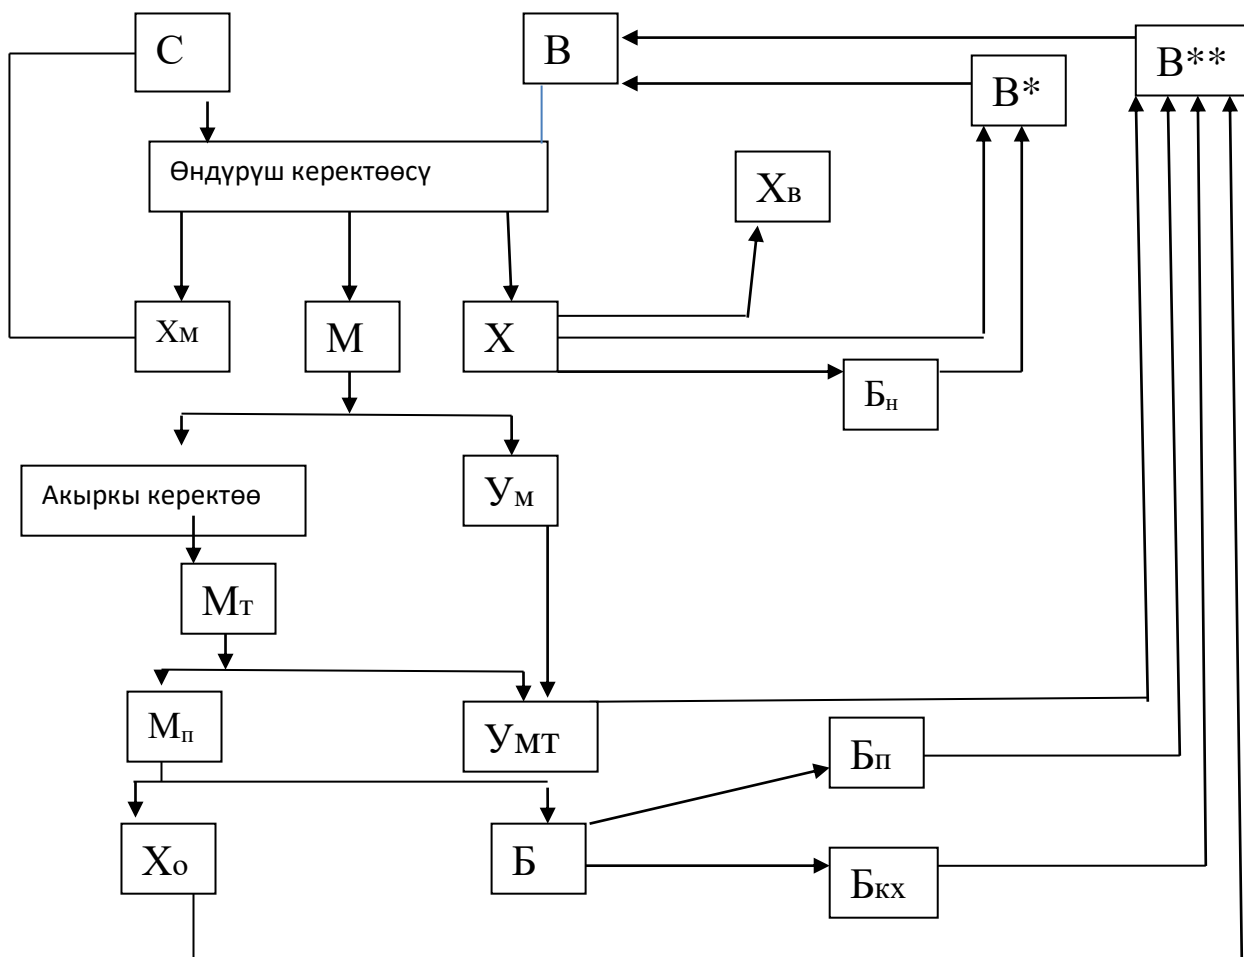 С
В
В**
В*
Өндүрүш керектөөсү
Хв
Хм
М
Х
Бн
Акыркы керектөө
Ум
Мт
Мп
Умт
Бп
Хо
Б
Бкх